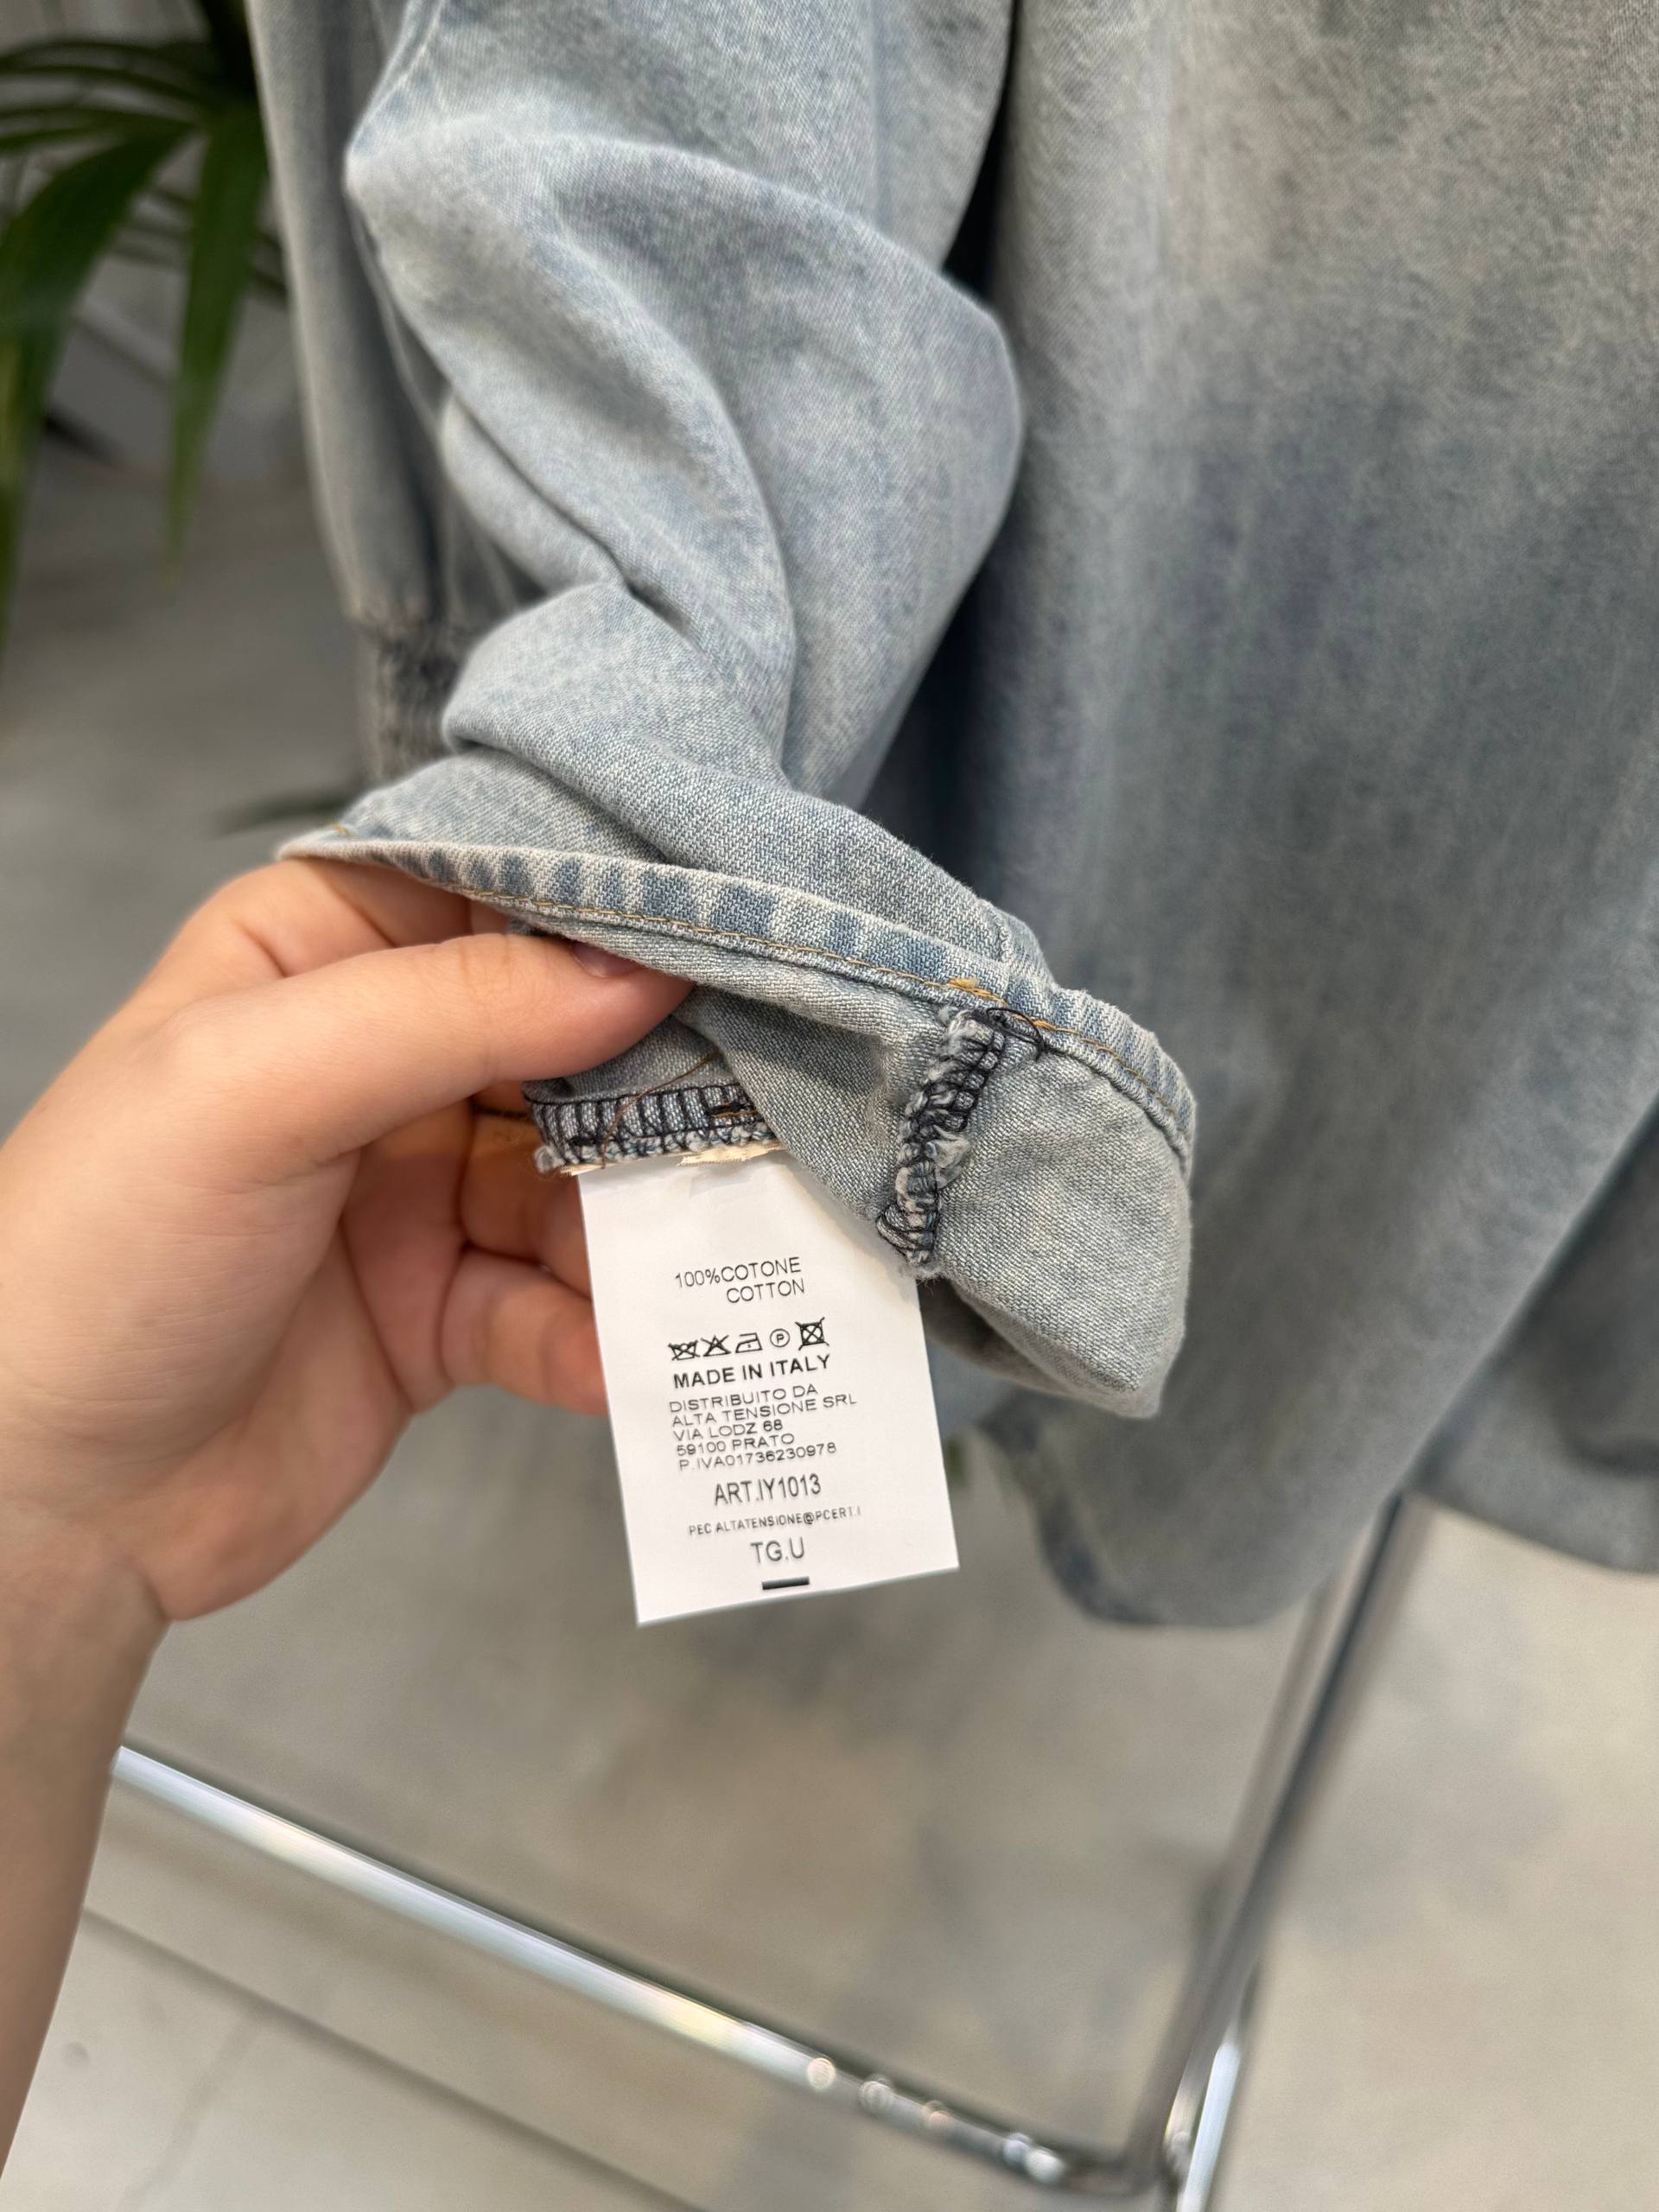 100%COTONE
COTTON
P
MADE IN ITALY
DISTRIBUITO DA
ALTA TENSIONE SRL
VIA LODZ 68
59100 PRATO
P.IVA01736230978
ART.IY1013
PEC ALTATENSIONE@PCERT.I
TG.U